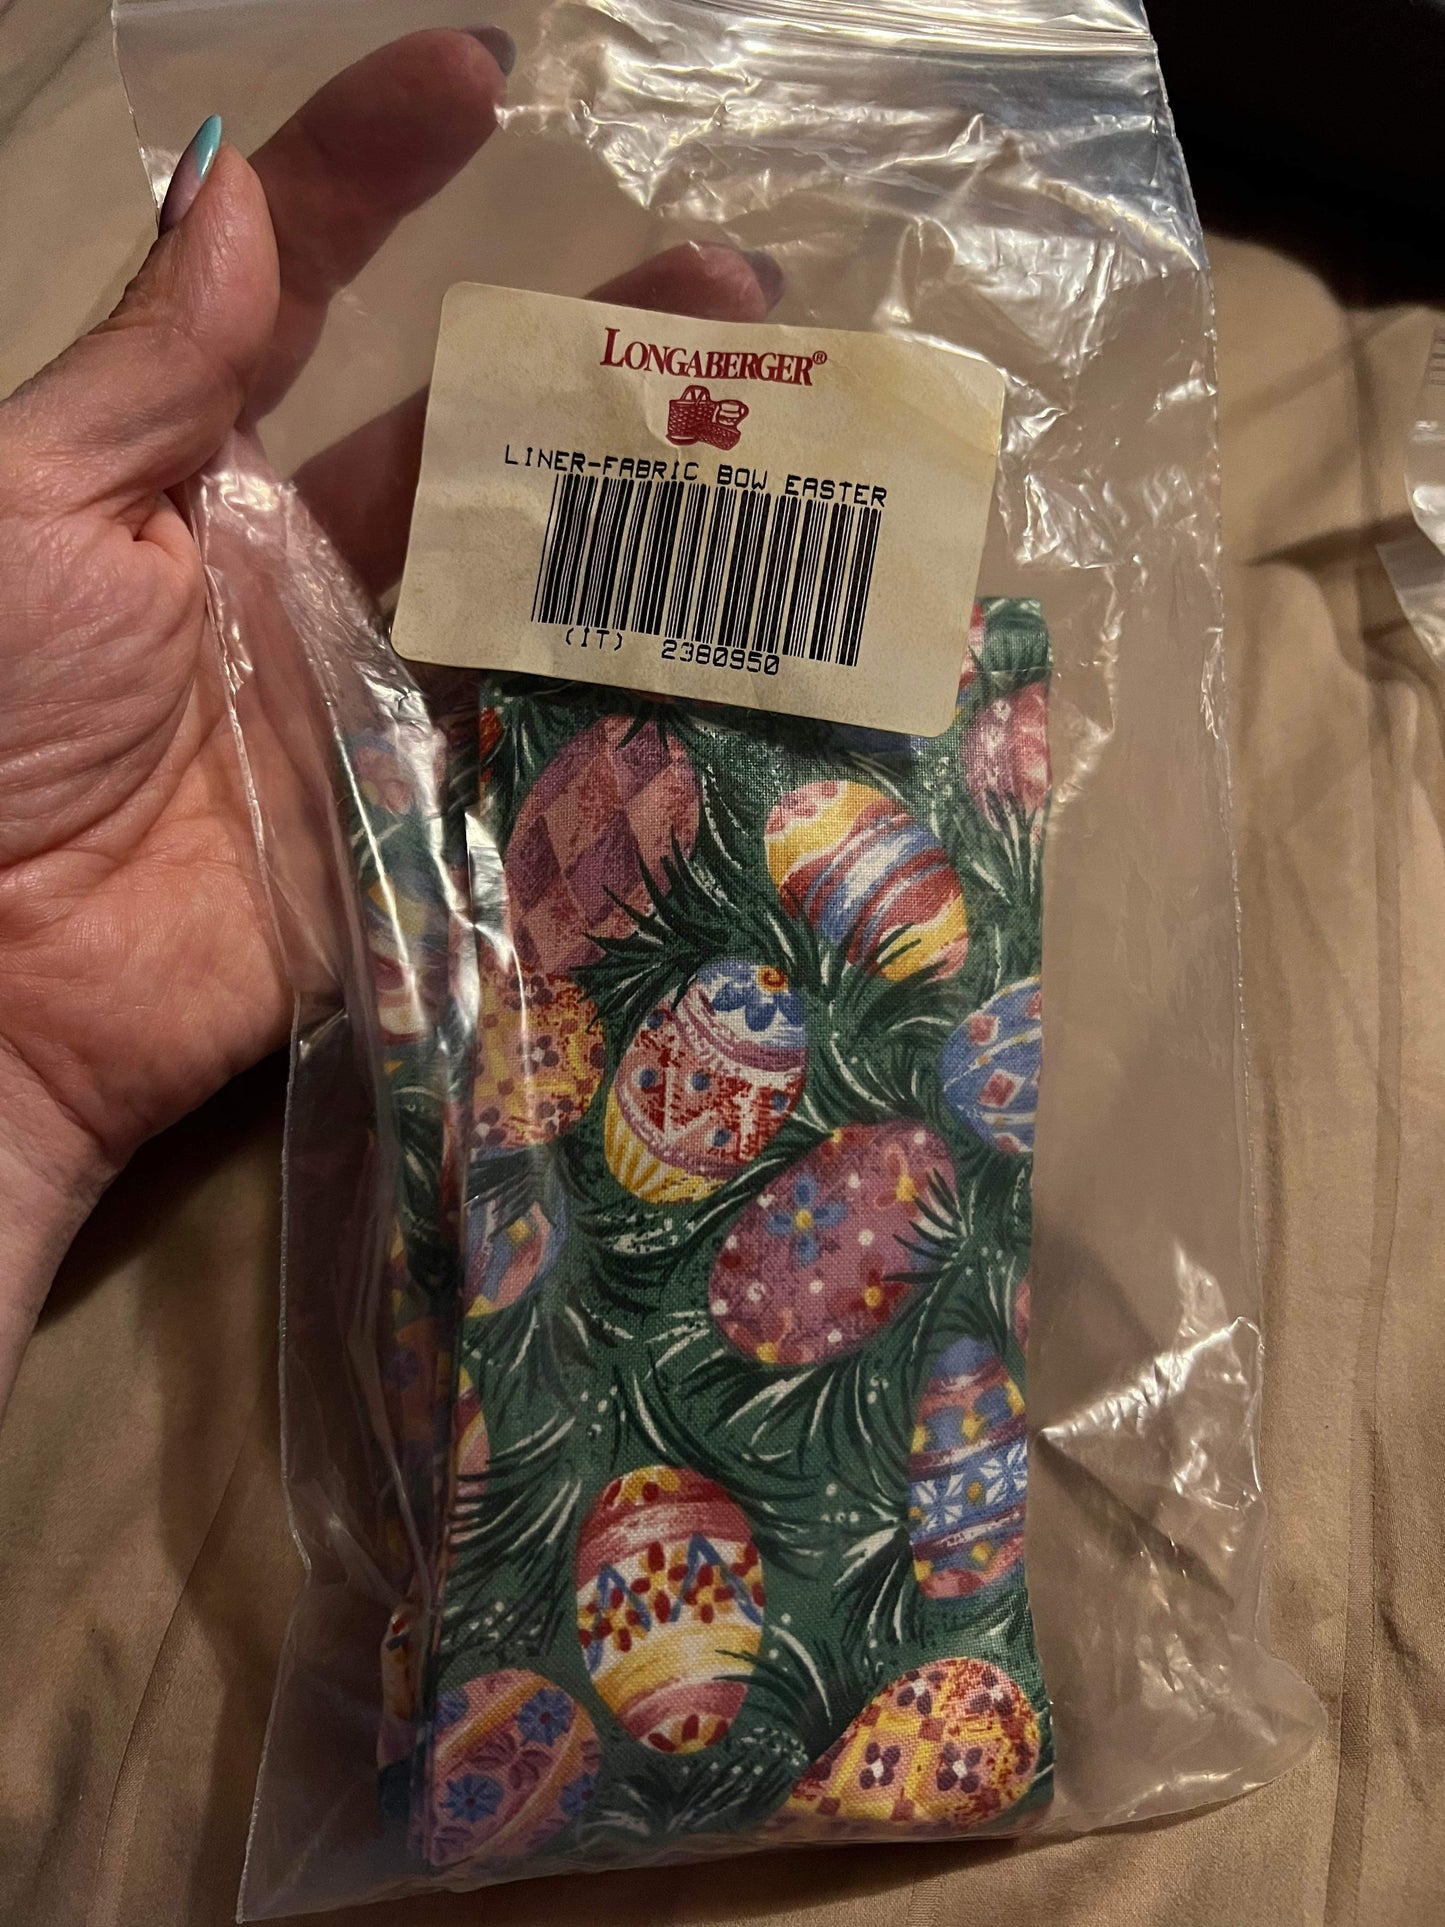 LONGABERGER®
LINER-FABRIC BOW EASTER
(IT) 2380950